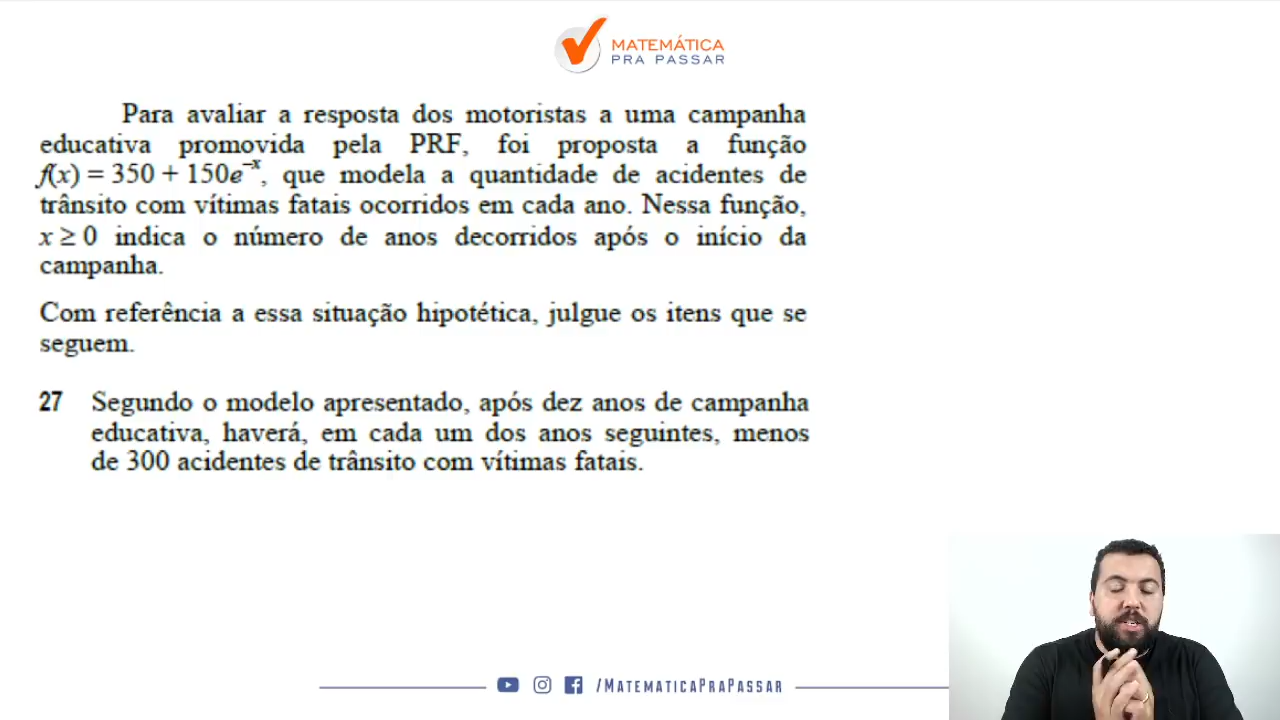 MATEMÁTICA
PRA PASSAR
Para avaliar a resposta dos motoristas a uma campanha
educativa promovida pela PRF, foi proposta a função
f(x) = 350 + 150e⁻ˣ, que modela a quantidade de acidentes de
trânsito com vítimas fatais ocorridos em cada ano. Nessa função,
x ≥ 0 indica o número de anos decorridos após o início da
campanha.
Com referência a essa situação hipotética, julgue os itens que se
seguem.
27 Segundo o modelo apresentado, após dez anos de campanha
educativa, haverá, em cada um dos anos seguintes, menos
de 300 acidentes de trânsito com vítimas fatais.
/MATEMATICAPRAPASSAR